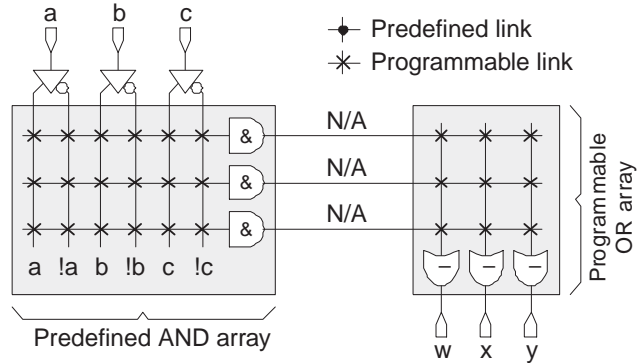 a b c
Predefined link
Programmable link
N/A
&
N/A
&
N/A
&
a !a b !b c !c
Programmable
OR array
w x y
Predefined AND array